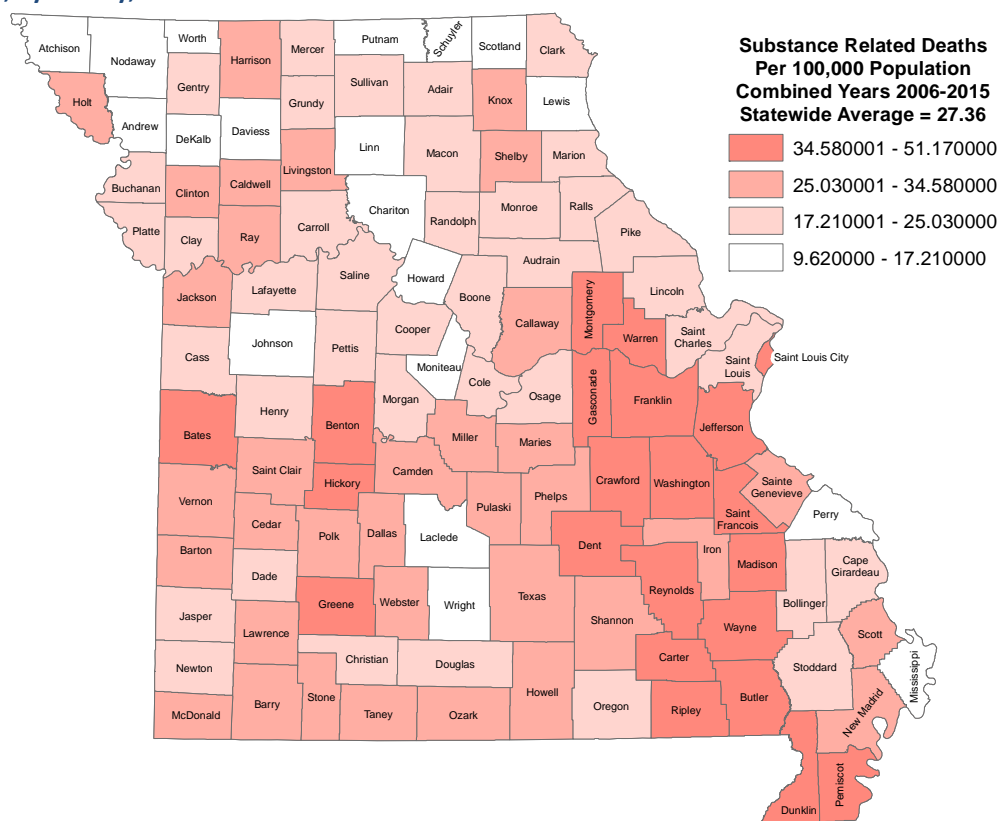 Substance Related Deaths
Per 100,000 Population
Combined Years 2006-2015
Statewide Average = 27.36
34.580001 - 51.170000
25.030001 - 34.580000
17.210001 - 25.030000
9.620000 - 17.210000
Atchison
Nodaway
Worth
Harrison
Mercer
Putnam
Schuyler
Scotland
Clark
Holt
Gentry
Grundy
Sullivan
Adair
Knox
Lewis
Andrew
DeKalb
Daviess
Livingston
Linn
Macon
Shelby
Marion
Buchanan
Clinton
Caldwell
Chariton
Randolph
Monroe
Ralls
Pike
Platte
Clay
Ray
Carroll
Saline
Howard
Audrain
Jackson
Lafayette
Boone
Callaway
Montgomery
Lincoln
Warren
Saint
Charles
Saint
Louis
Saint Louis City
Cass
Johnson
Pettis
Cooper
Moniteau
Cole
Osage
Gasconade
Franklin
Jefferson
Bates
Henry
Benton
Morgan
Miller
Maries
Vernon
Saint Clair
Hickory
Camden
Pulaski
Phelps
Crawford
Washington
Sainte
Genevieve
Saint
Francois
Perry
Barton
Cedar
Polk
Dallas
Laclede
Dent
Iron
Madison
Cape
Girardeau
Bollinger
Dade
Jasper
Greene
Webster
Wright
Texas
Shannon
Reynolds
Wayne
Scott
Mississippi
Lawrence
Newton
Christian
Douglas
Carter
Stoddard
McDonald
Barry
Stone
Taney
Ozark
Howell
Oregon
Ripley
Butler
New Madrid
Dunklin
Pemiscot